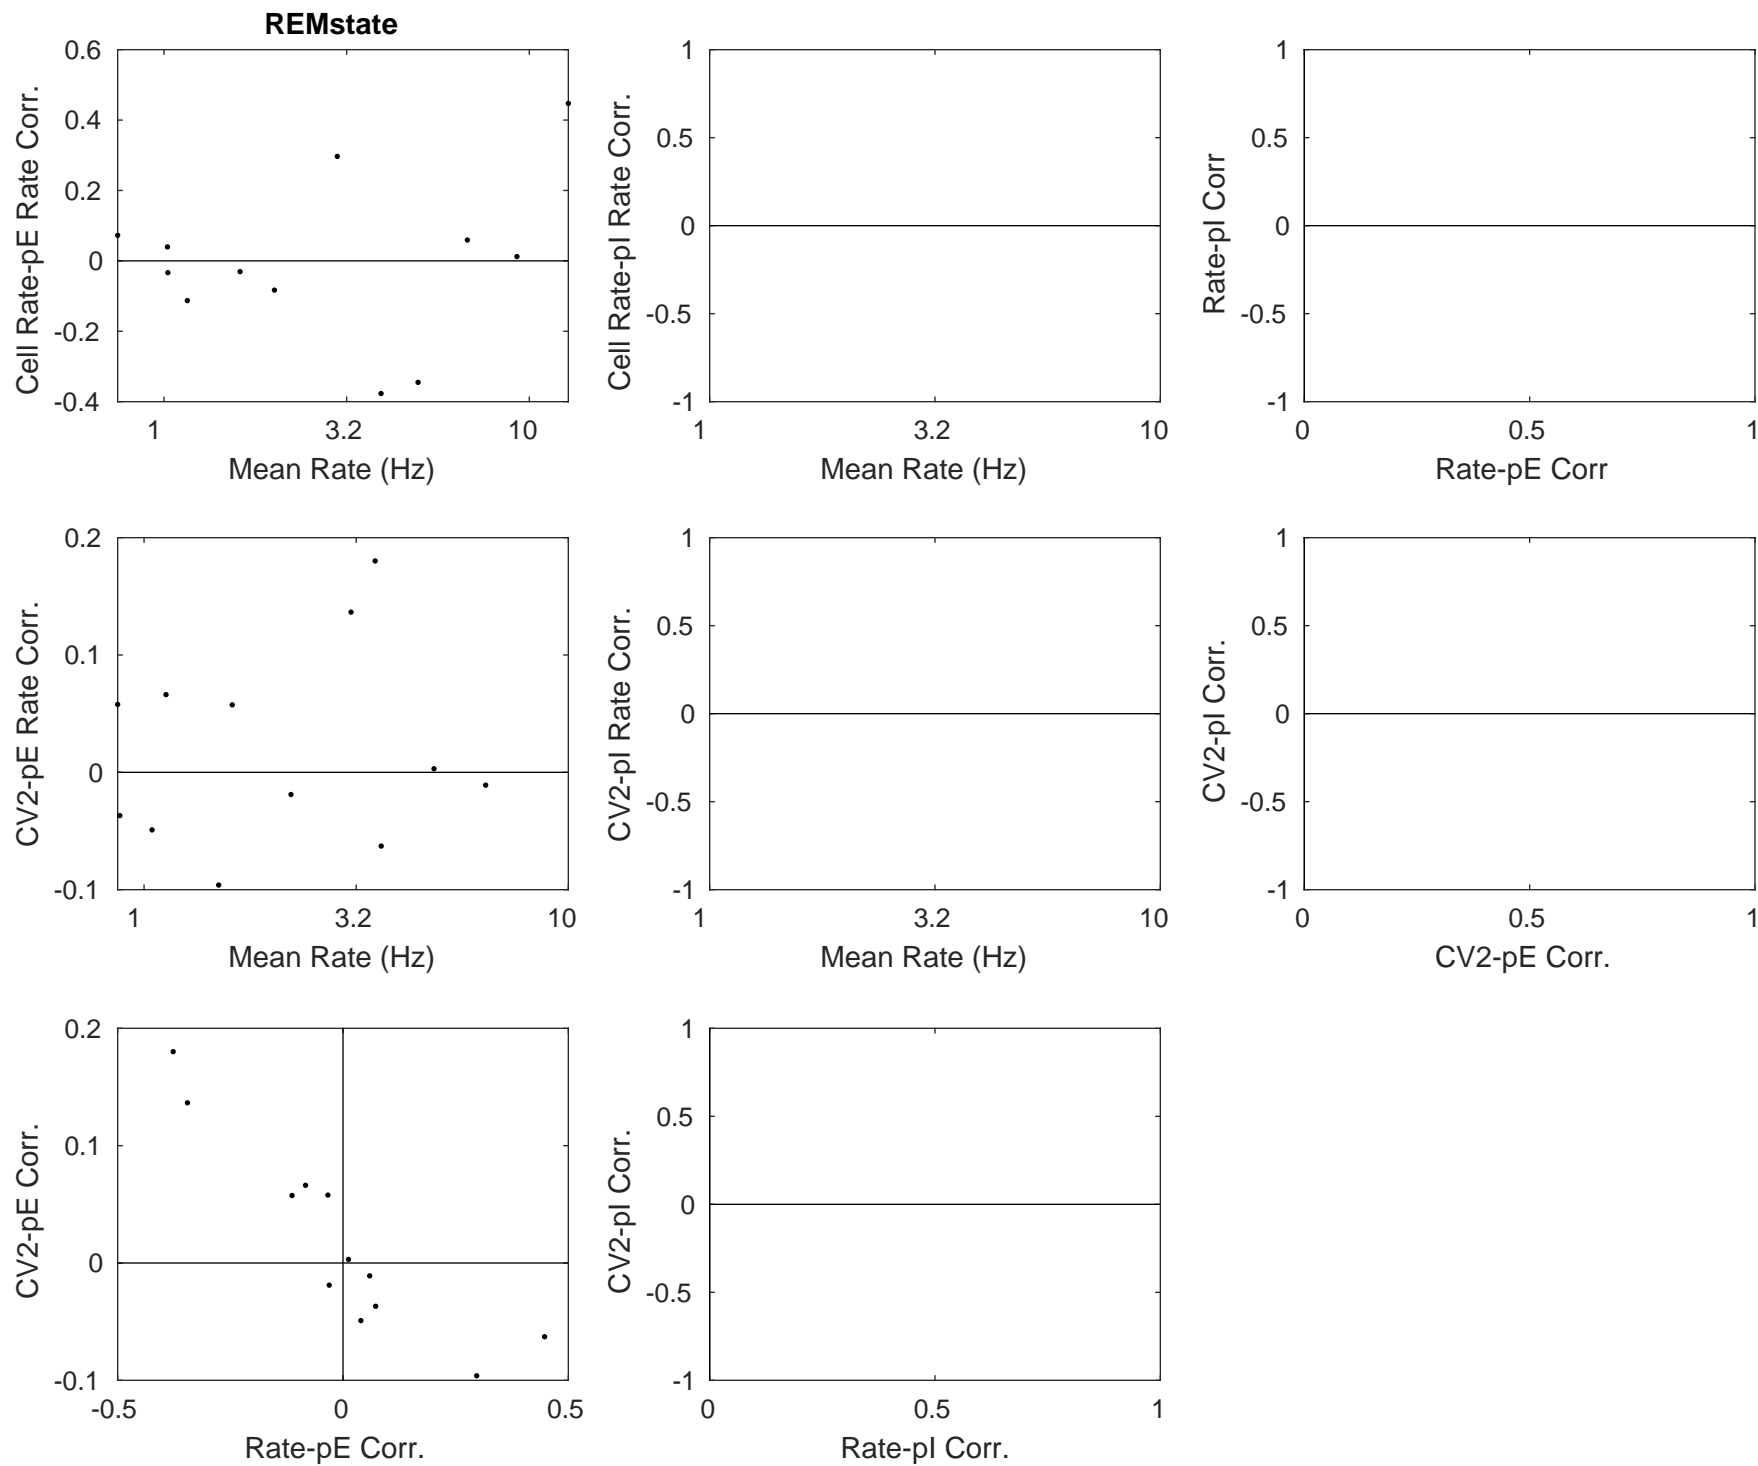 REMstate
0.6
0.4
0.2
0
-0.2
-0.4
1 3.2 10
Mean Rate (Hz)
Cell Rate-pE Rate Corr.
1
0.5
0
-0.5
-1
1 3.2 10
Mean Rate (Hz)
Cell Rate-pI Rate Corr.
1
0.5
0
-0.5
-1
0 0.5 1
Rate-pE Corr
Rate-pI Corr
0.2
0.1
0
-0.1
1 3.2 10
Mean Rate (Hz)
CV2-pE Rate Corr.
1
0.5
0
-0.5
-1
1 3.2 10
Mean Rate (Hz)
CV2-pI Rate Corr.
1
0.5
0
-0.5
-1
0 0.5 1
CV2-pE Corr.
CV2-pI Corr.
0.2
0.1
0
-0.1
-0.5 0 0.5
Rate-pE Corr.
CV2-pE Corr.
1
0.5
0
-0.5
-1
0 0.5 1
Rate-pI Corr.
CV2-pI Corr.